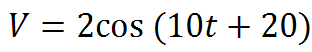 V = 2cos (10t + 20)